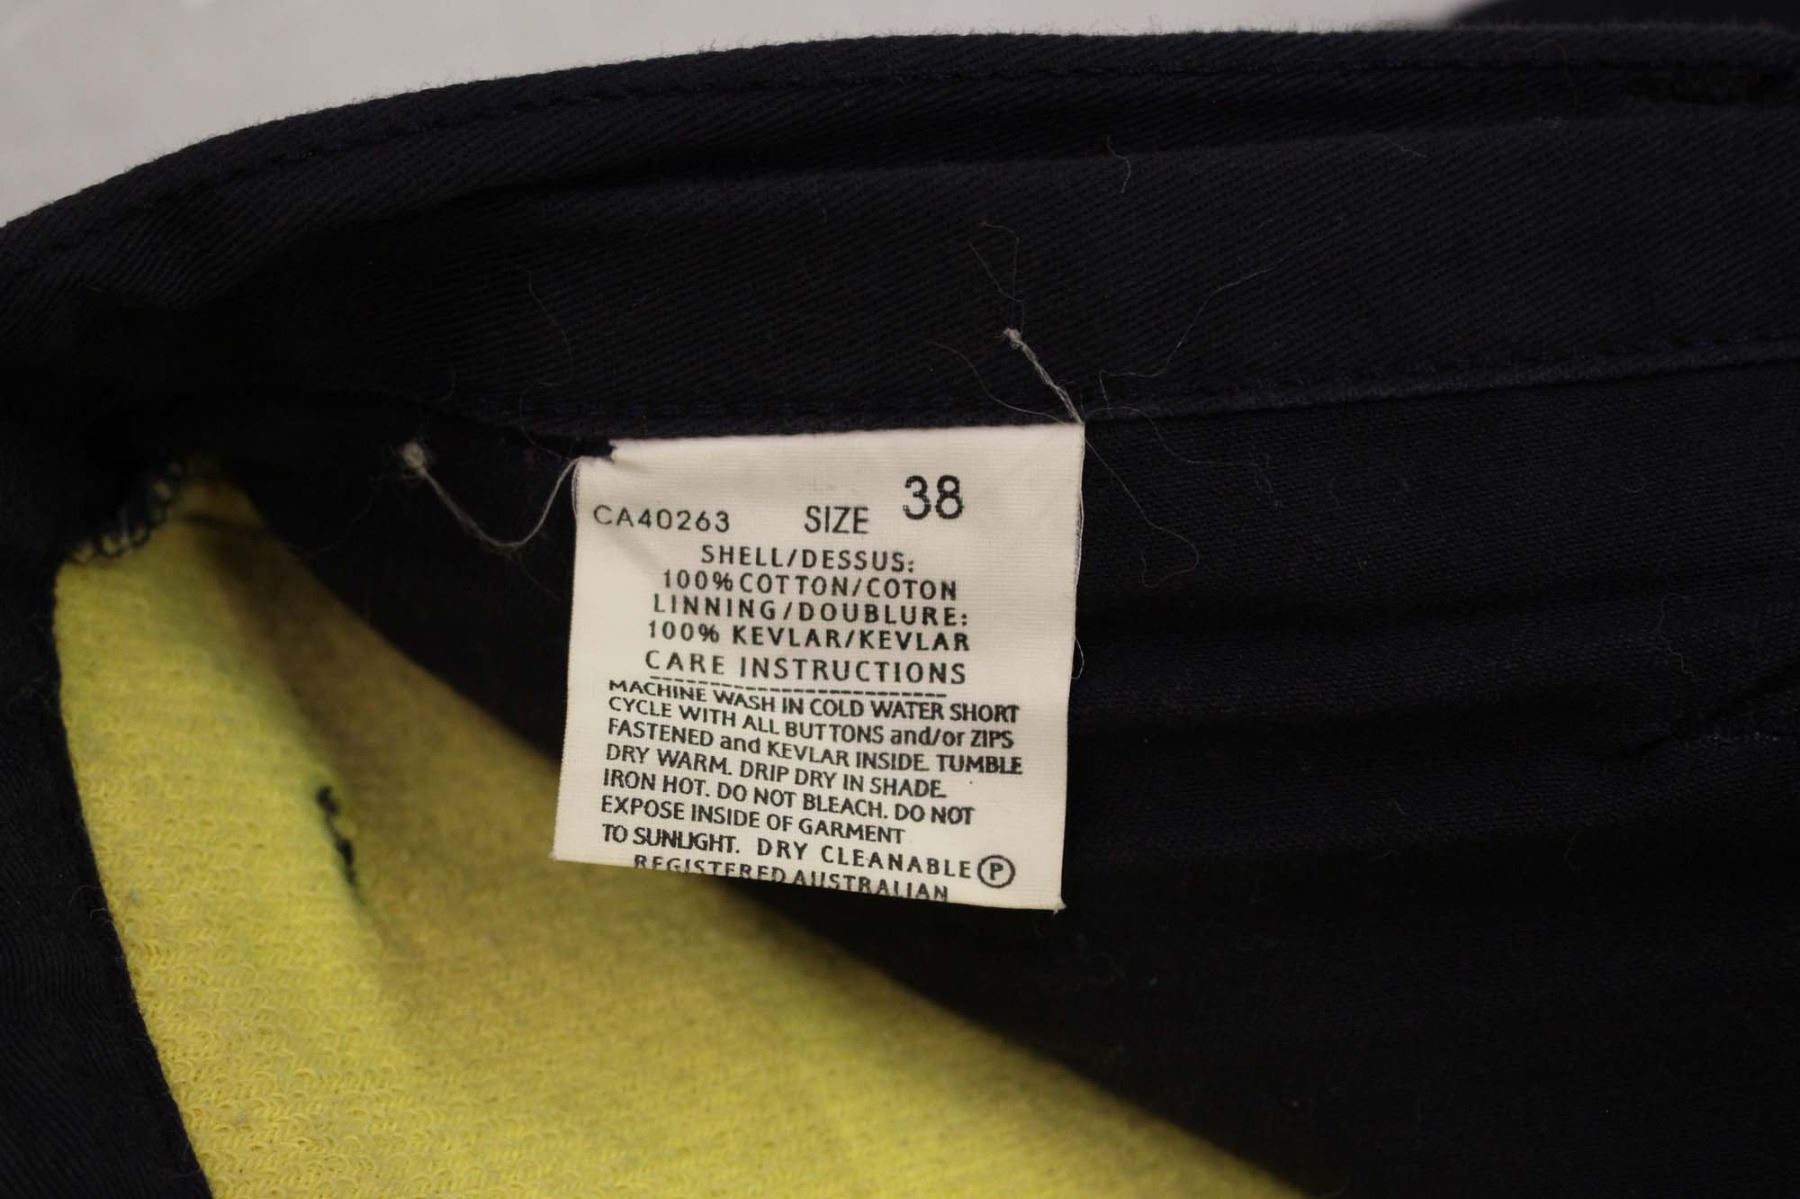 CA40263 SIZE 38
SHELL/DESSUS:
100% COTTON/COTON
LINNING/DOUBLURE:
100% KEVLAR/KEVLAR
CARE INSTRUCTIONS
MACHINE WASH IN COLD WATER SHORT
CYCLE WITH ALL BUTTONS and/or ZIPS
FASTENED and KEVLAR INSIDE. TUMBLE
DRY WARM. DRIP DRY IN SHADE.
IRON HOT. DO NOT BLEACH. DO NOT
EXPOSE INSIDE OF GARMENT
TO SUNLIGHT. DRY CLEANABLE P
REGISTERED AUSTRALIAN